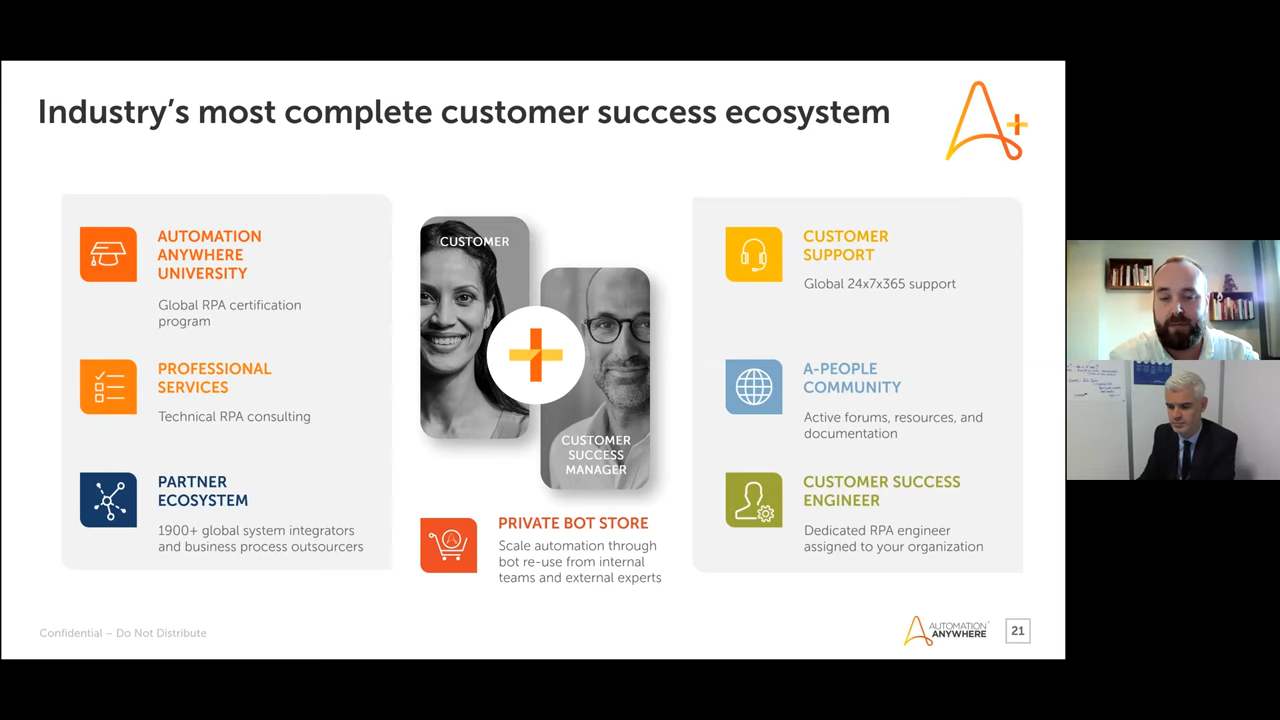 Industry's most complete customer success ecosystem
AUTOMATION
ANYWHERE
UNIVERSITY
Global RPA certification
program
PROFESSIONAL
SERVICES
Technical RPA consulting
PARTNER
ECOSYSTEM
1900+ global system integrators
and business process outsourcers
CUSTOMER
CUSTOMER
SUCCESS
MANAGER
PRIVATE BOT STORE
Scale automation through
bot re-use from internal
teams and external experts
CUSTOMER
SUPPORT
Global 24x7x365 support
A-PEOPLE
COMMUNITY
Active forums, resources, and
documentation
CUSTOMER SUCCESS
ENGINEER
Dedicated RPA engineer
assigned to your organization
Confidential – Do Not Distribute
AUTOMATION
ANYWHERE
21